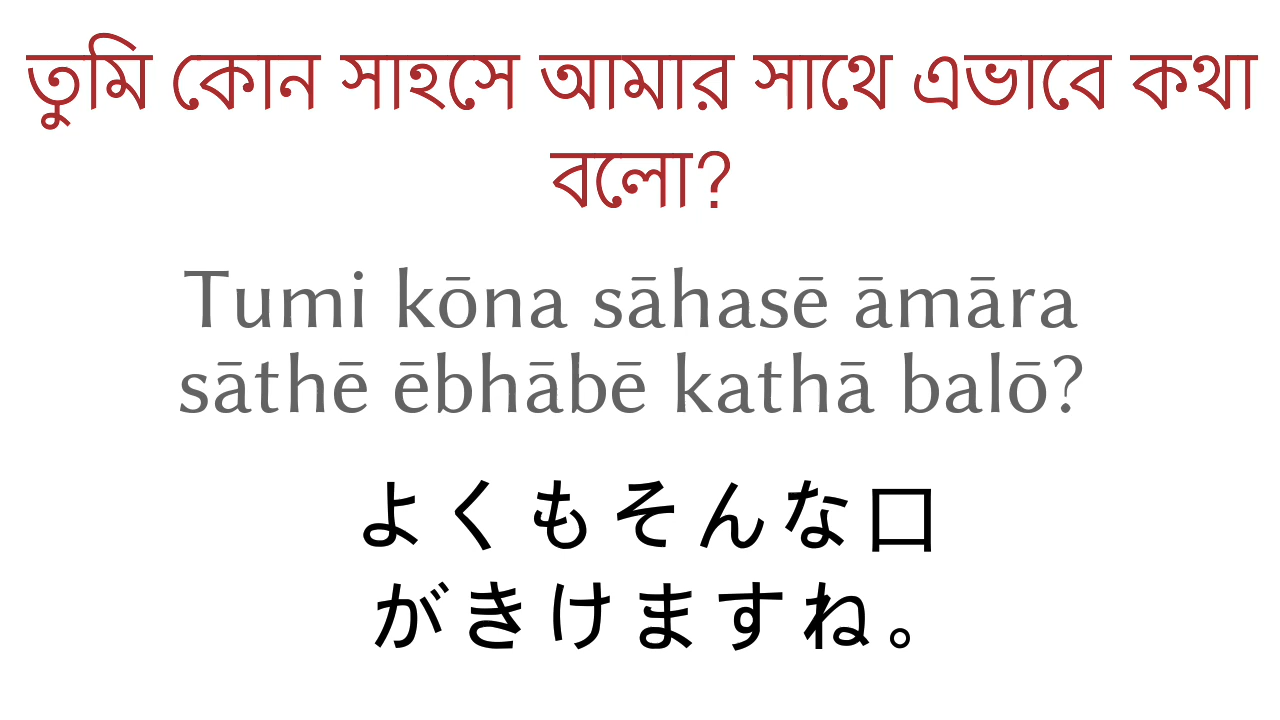 তুমি কোন সাহসে আমার সাথে এভাবে কথা
বলো?
Tumi kōna sāhasē āmāra
sāthē ēbhābē kathā balō?
よくもそんな口
がきけますね。